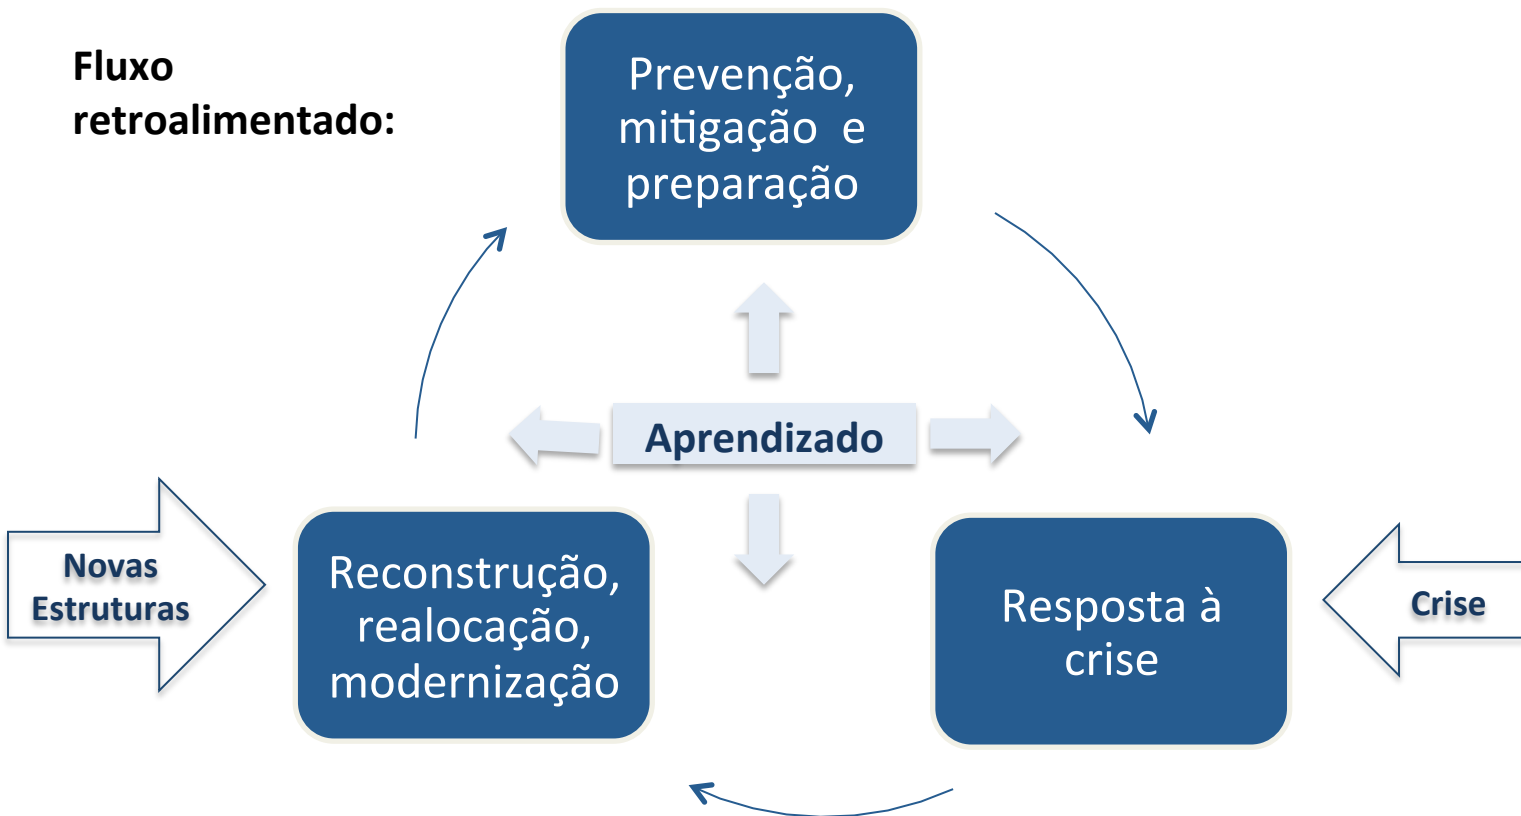 Fluxo
retroalimentado:
Prevenção,
mitigação e
preparação
Aprendizado
Novas
Estruturas
Reconstrução,
realocação,
modernização
Resposta à
crise
Crise